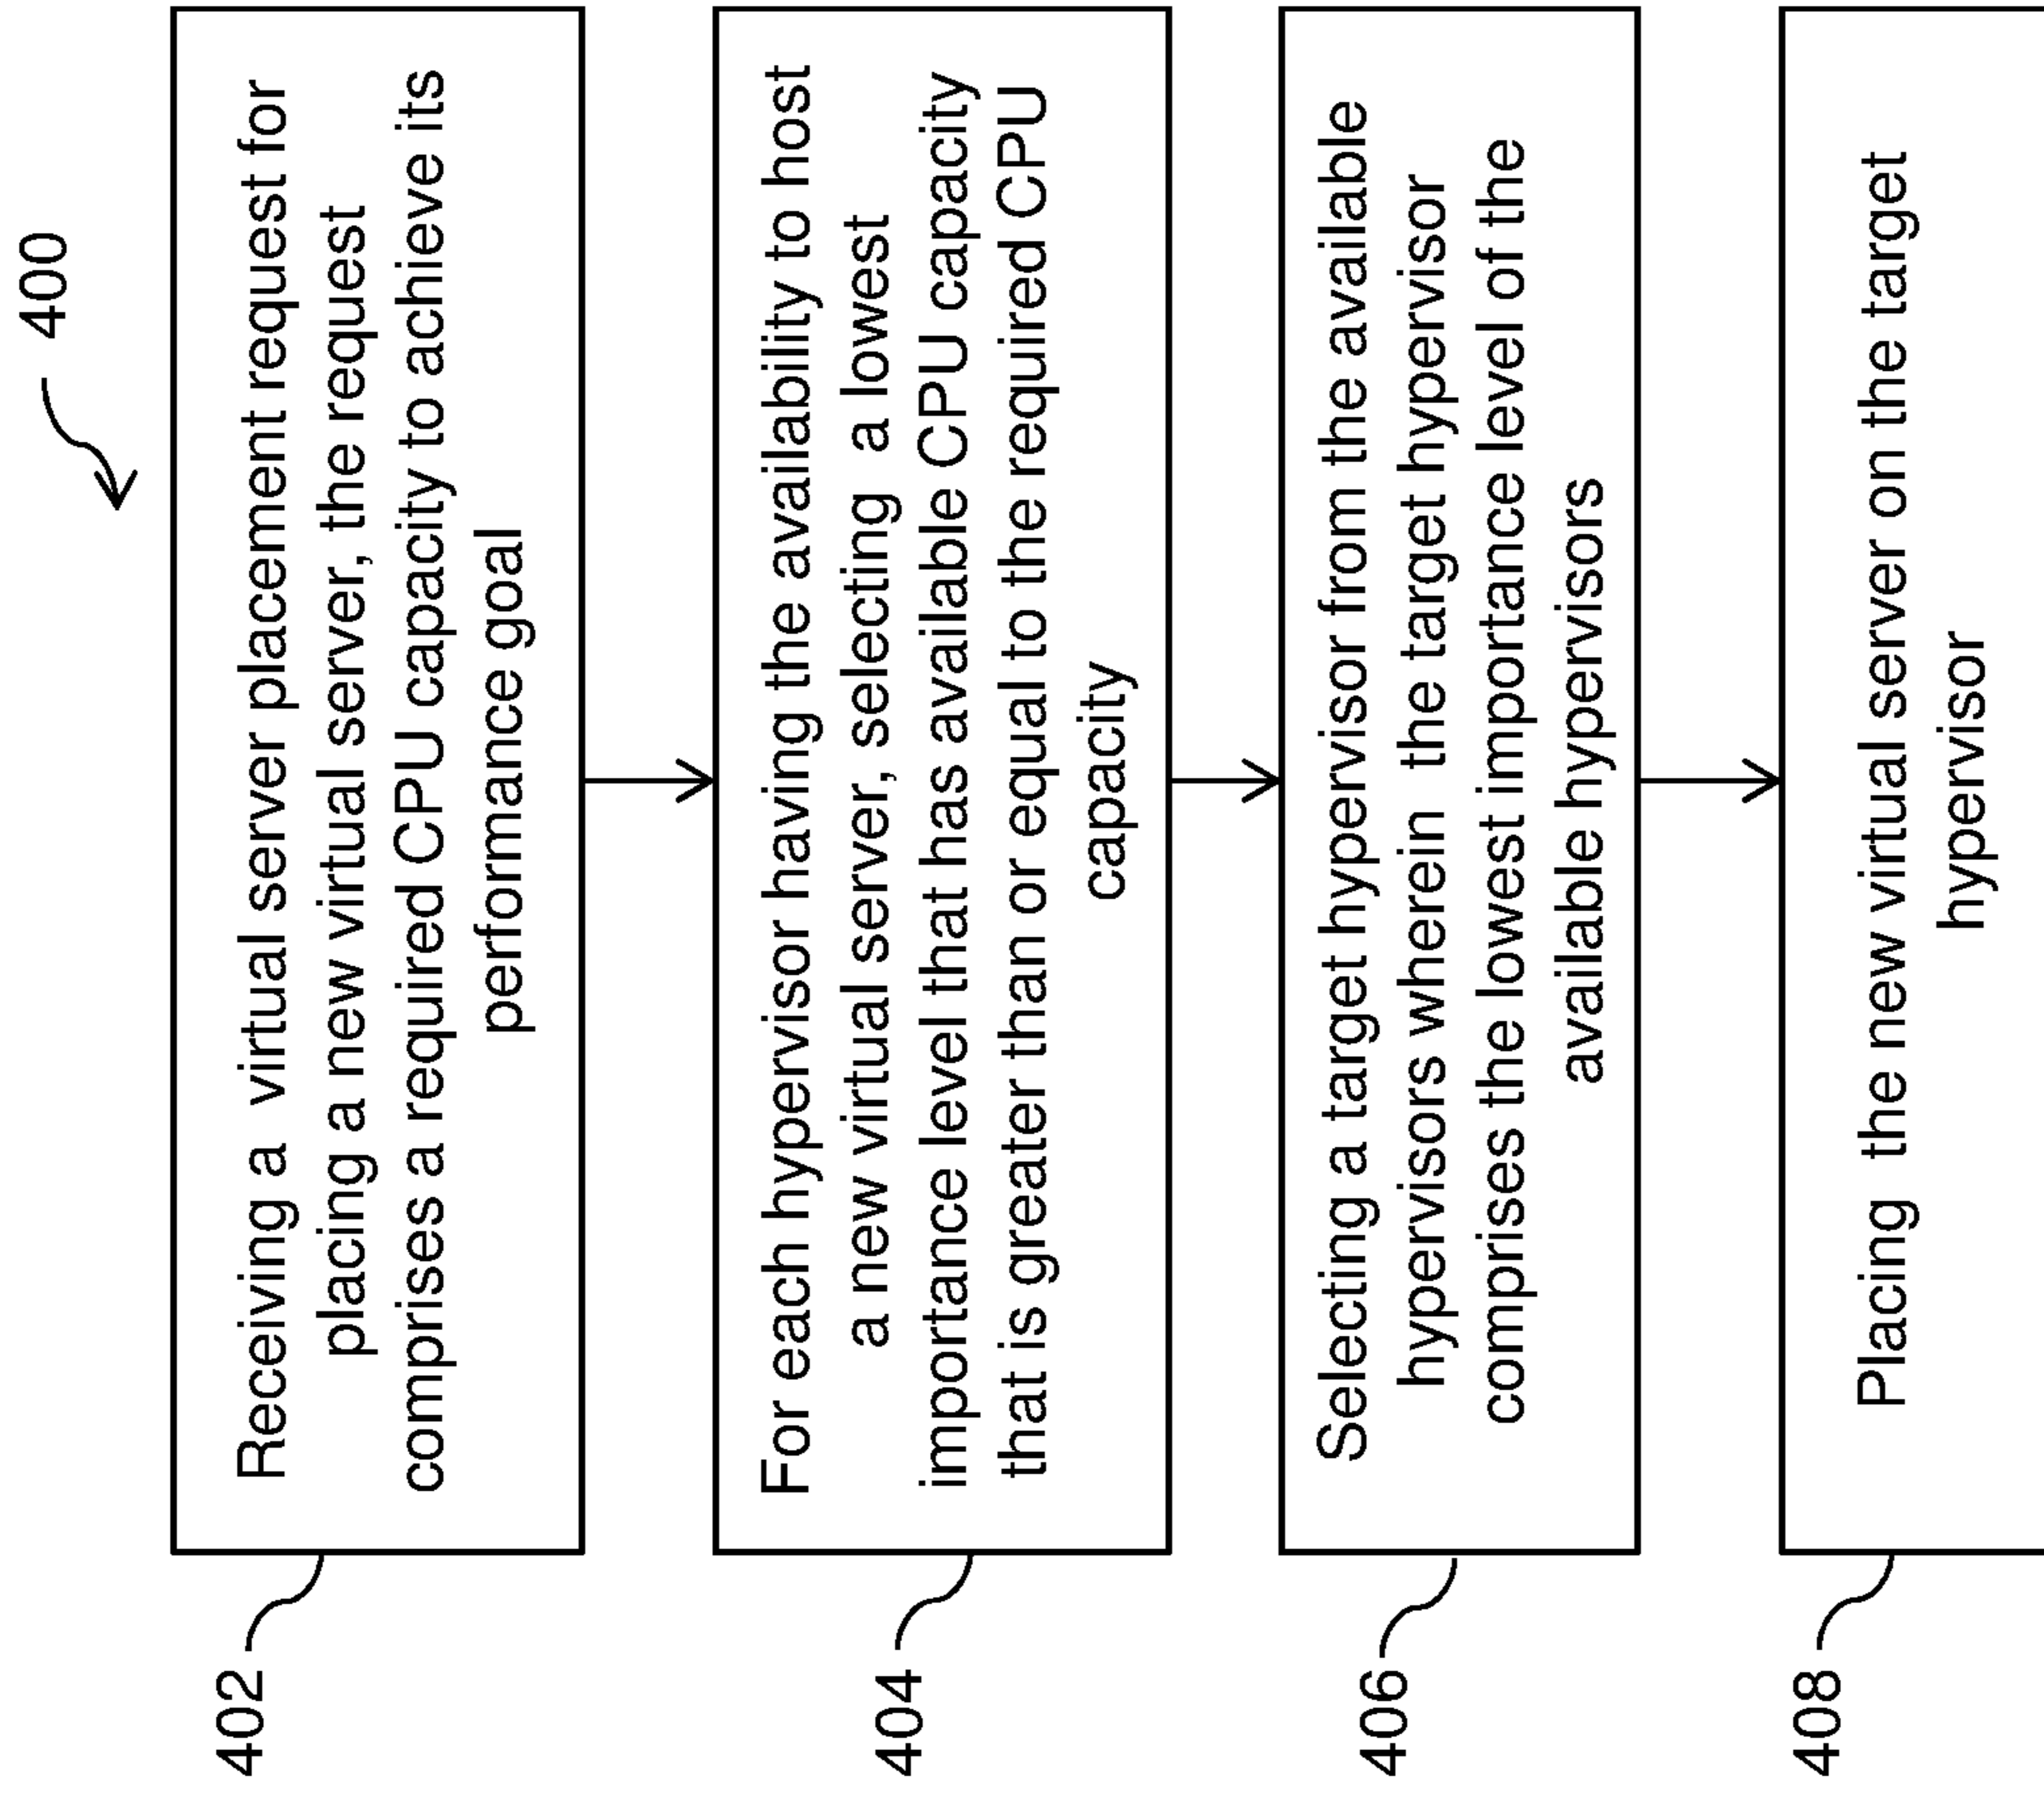 400
402
Receiving a virtual server placement request for
placing a new virtual server, the request
comprises a required CPU capacity to achieve its
performance goal
404
For each hypervisor having the availability to host
a new virtual server, selecting a lowest
importance level that has available CPU capacity
that is greater than or equal to the required CPU
capacity
406
Selecting a target hypervisor from the available
hypervisors wherein the target hypervisor
comprises the lowest importance level of the
available hypervisors
408
Placing the new virtual server on the target
hypervisor